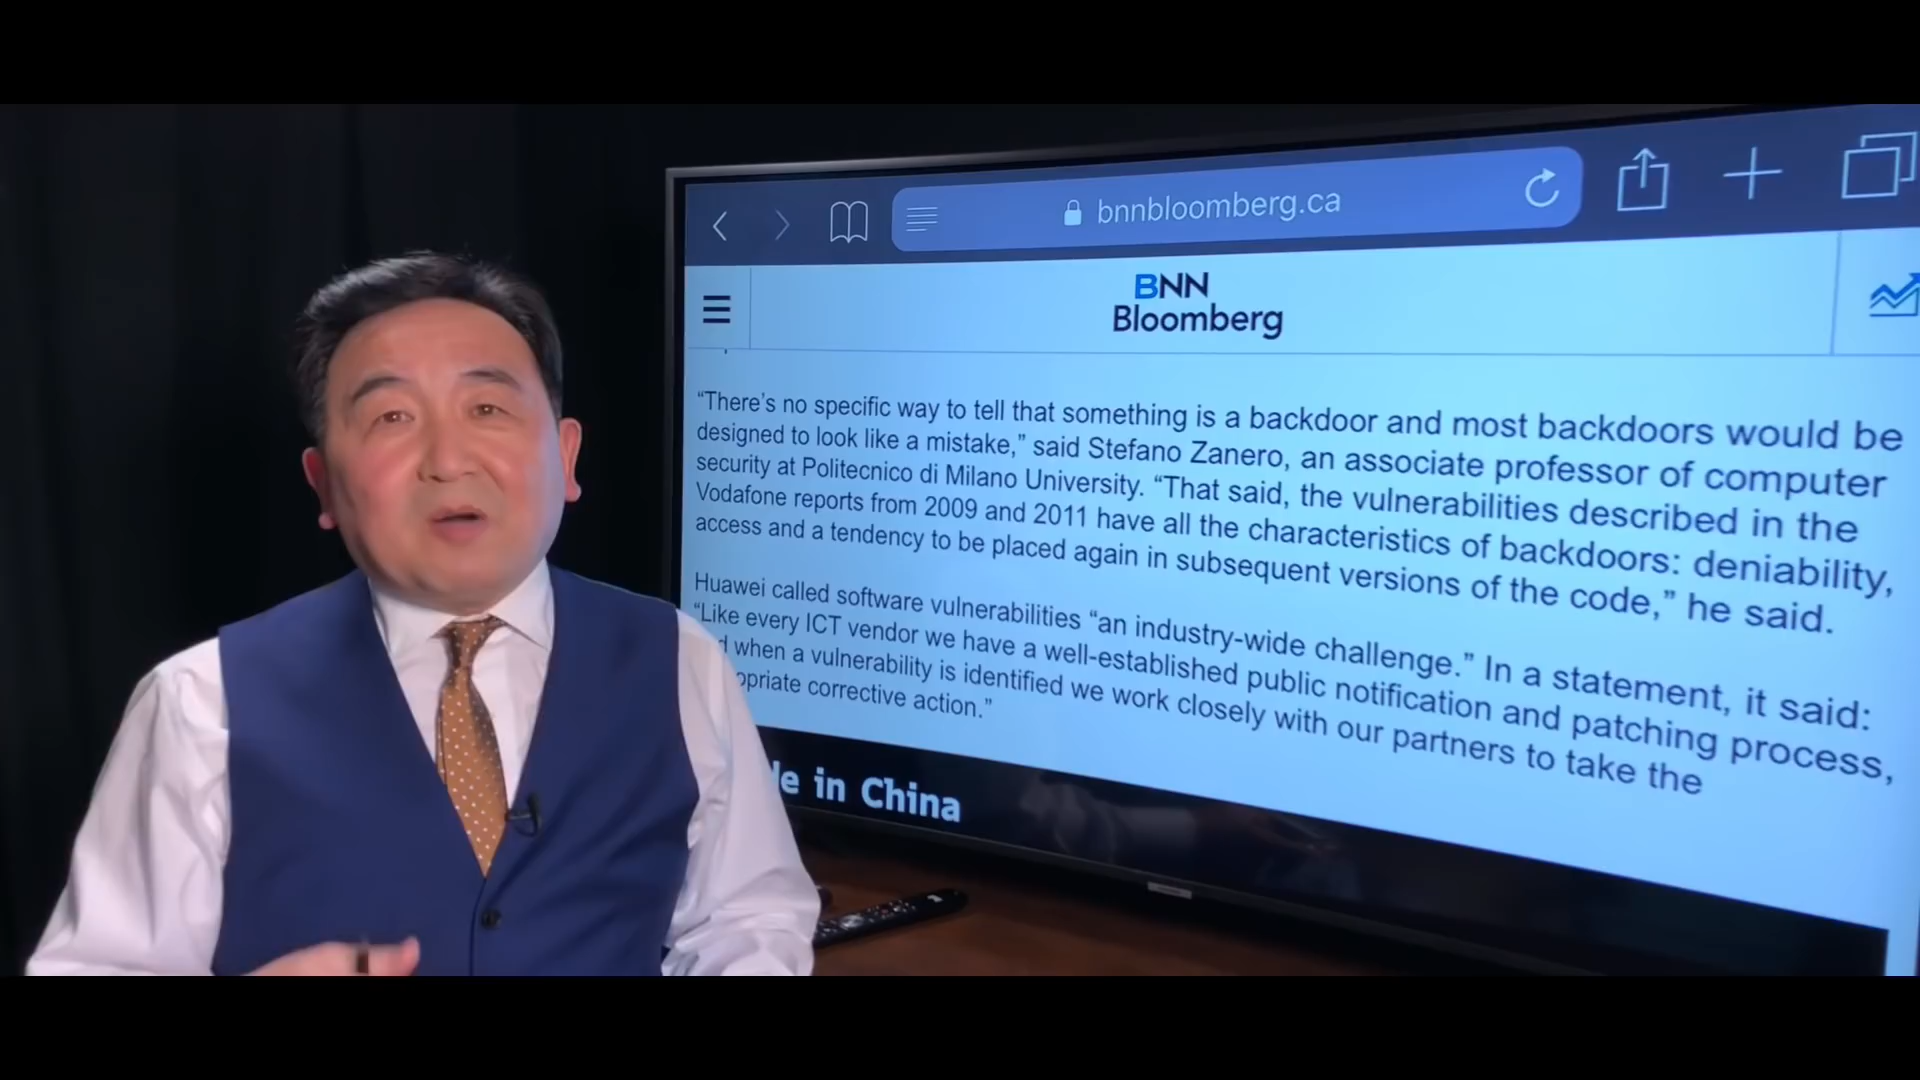 bnnbloomberg.ca
BNN
Bloomberg
“There’s no specific way to tell that something is a backdoor and most backdoors would be
designed to look like a mistake,” said Stefano Zanero, an associate professor of computer
security at Politecnico di Milano University. “That said, the vulnerabilities described in the
Vodafone reports from 2009 and 2011 have all the characteristics of backdoors: deniability,
access and a tendency to be placed again in subsequent versions of the code,” he said.
Huawei called software vulnerabilities “an industry-wide challenge.” In a statement, it said:
“Like every ICT vendor we have a well-established public notification and patching process,
when a vulnerability is identified we work closely with our partners to take the
corrective action.”
in China